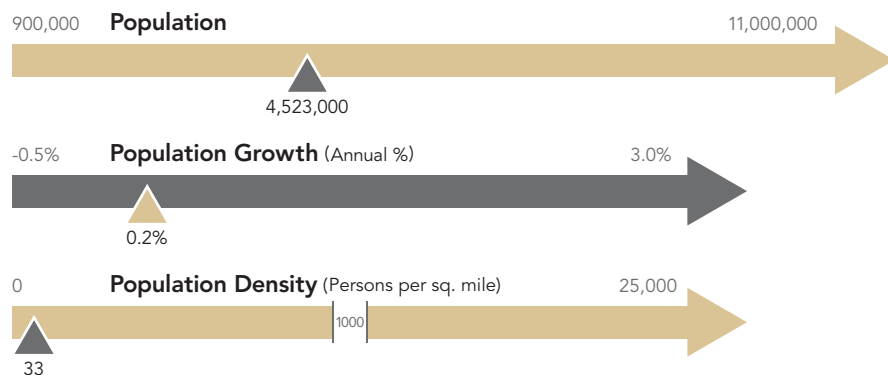 900,000 Population 11,000,000
4,523,000
-0.5% Population Growth (Annual %) 3.0%
0.2%
0 Population Density (Persons per sq. mile) 25,000
1000
33